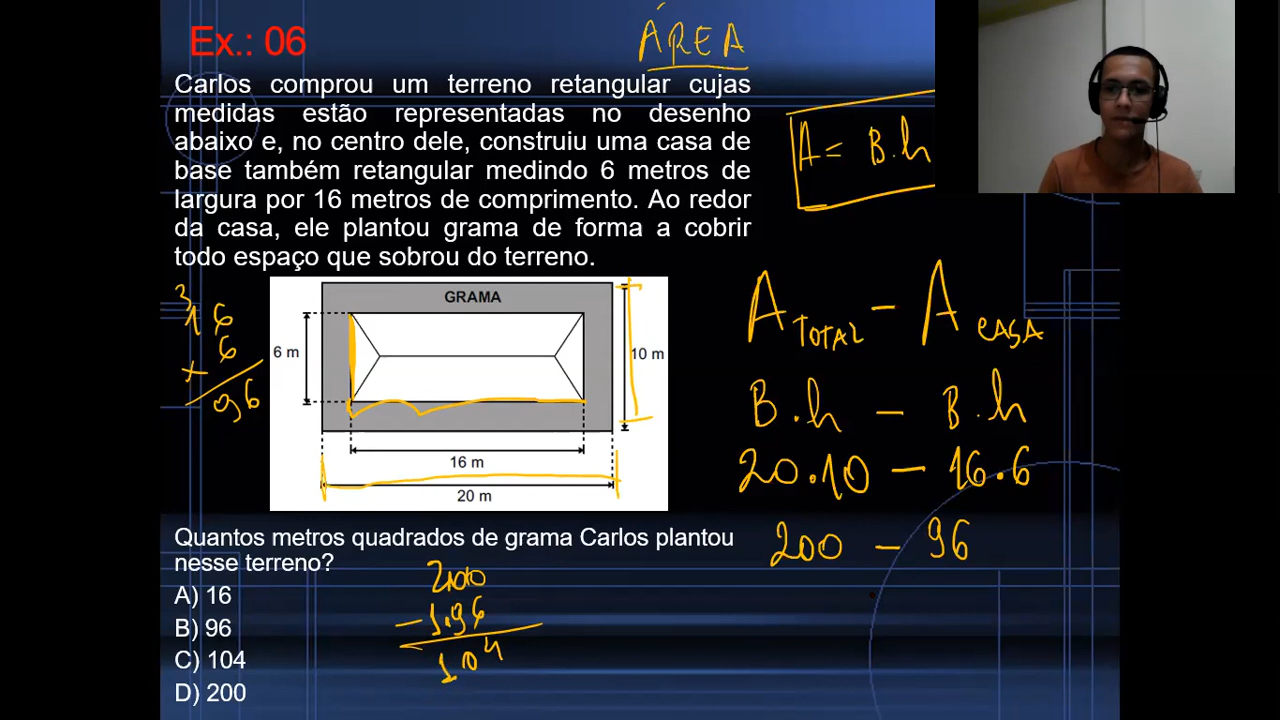 Ex.: 06
ÁREA
Carlos comprou um terreno retangular cujas
medidas estão representadas no desenho
abaixo e, no centro dele, construiu uma casa de
base também retangular medindo 6 metros de
largura por 16 metros de comprimento. Ao redor
da casa, ele plantou grama de forma a cobrir
todo espaço que sobrou do terreno.
A = B.h
3
16
x 6
96
GRAMA
6 m
10 m
16 m
20 m
A TOTAL - A CASA
B.h - B.h
20.10 - 16.6
200 - 96
Quantos metros quadrados de grama Carlos plantou
nesse terreno?
A) 16
B) 96
C) 104
D) 200
104